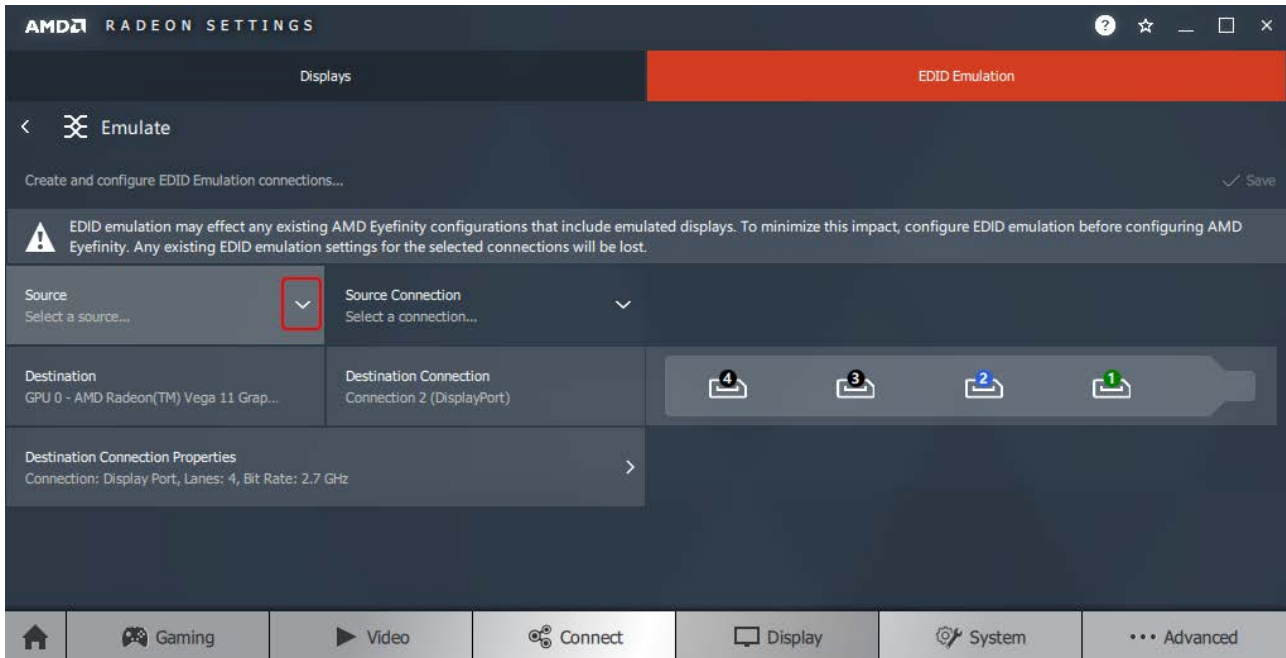 AMD RADEON SETTINGS
Displays
EDID Emulation
Emulate
Create and configure EDID Emulation connections...
Save
EDID emulation may effect any existing AMD Eyefinity configurations that include emulated displays. To minimize this impact, configure EDID emulation before configuring AMD
Eyefinity. Any existing EDID emulation settings for the selected connections will be lost.
Source
Select a source...
Source Connection
Select a connection...
Destination
GPU 0 - AMD Radeon(TM) Vega 11 Grap...
Destination Connection
Connection 2 (DisplayPort)
4 3 2 1
Destination Connection Properties
Connection: Display Port, Lanes: 4, Bit Rate: 2.7 GHz
Gaming
Video
Connect
Display
System
Advanced